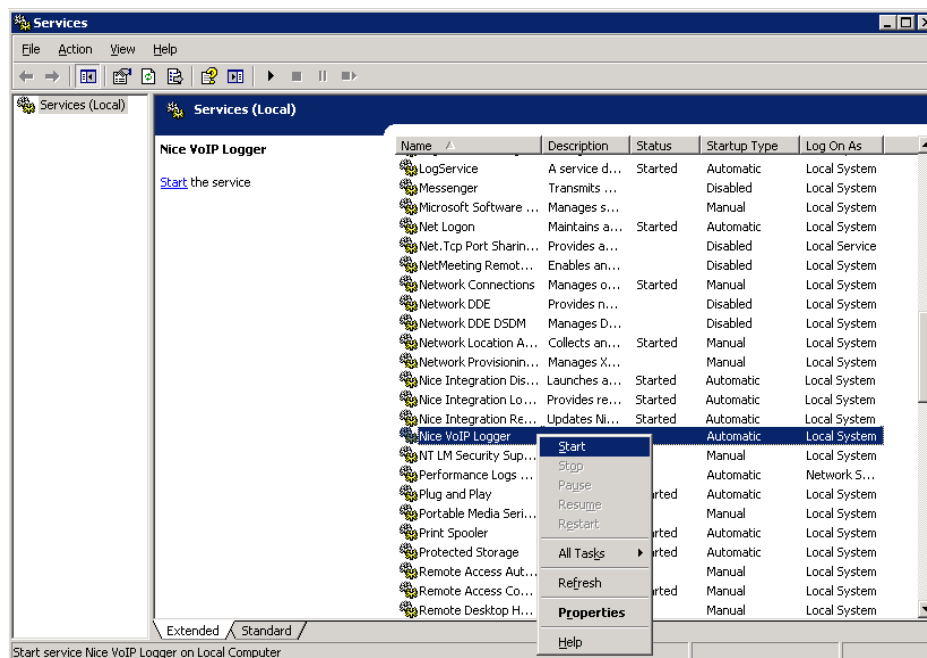 Services
File Action View Help
Services (Local)
Services (Local)
Nice VoIP Logger
Start the service
Name Description Status Startup Type Log On As
LogService A service d... Started Automatic Local System
Messenger Transmits ... Disabled Local System
Microsoft Software ... Manages s... Manual Local System
Net Logon Maintains a... Started Automatic Local System
Net.Tcp Port Sharin... Provides a... Disabled Local Service
NetMeeting Remot... Enables an... Disabled Local System
Network Connections Manages o... Started Manual Local System
Network DDE Provides n... Disabled Local System
Network DDE DSDM Manages D... Disabled Local System
Network Location A... Collects an... Started Manual Local System
Network Provisionin... Manages X... Manual Local System
Nice Integration Dis... Launches a... Started Automatic Local System
Nice Integration Lo... Provides re... Started Automatic Local System
Nice Integration Re... Updates Ni... Started Automatic Local System
Nice VoIP Logger Automatic Local System
NT LM Security Sup... Manual Local System
Performance Logs ... Automatic Network S...
Plug and Play rted Automatic Local System
Portable Media Seri... Manual Local System
Print Spooler rted Automatic Local System
Protected Storage rted Automatic Local System
Remote Access Aut... Manual Local System
Remote Access Co... rted Manual Local System
Remote Desktop H... Manual Local System
Start
Stop
Pause
Resume
Restart
All Tasks
Refresh
Properties
Help
Extended Standard
Start service Nice VoIP Logger on Local Computer